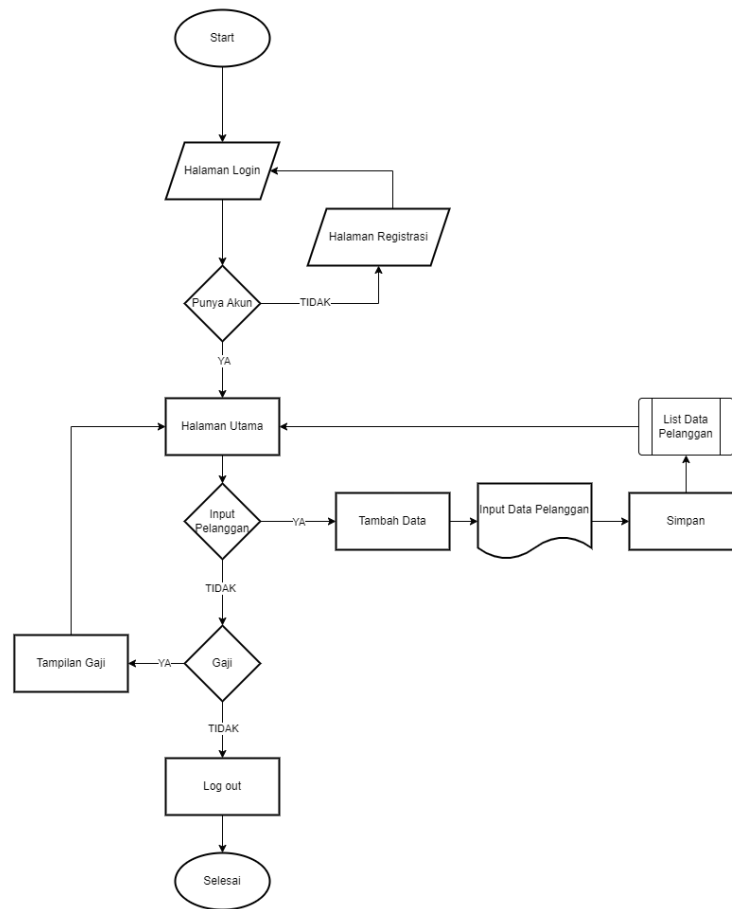 Start
Halaman Login
Halaman Registrasi
Punya Akun
TIDAK
YA
Halaman Utama
List Data
Pelanggan
Input
Pelanggan
YA
Tambah Data
Input Data Pelanggan
Simpan
TIDAK
Tampilan Gaji
YA
Gaji
TIDAK
Log out
Selesai